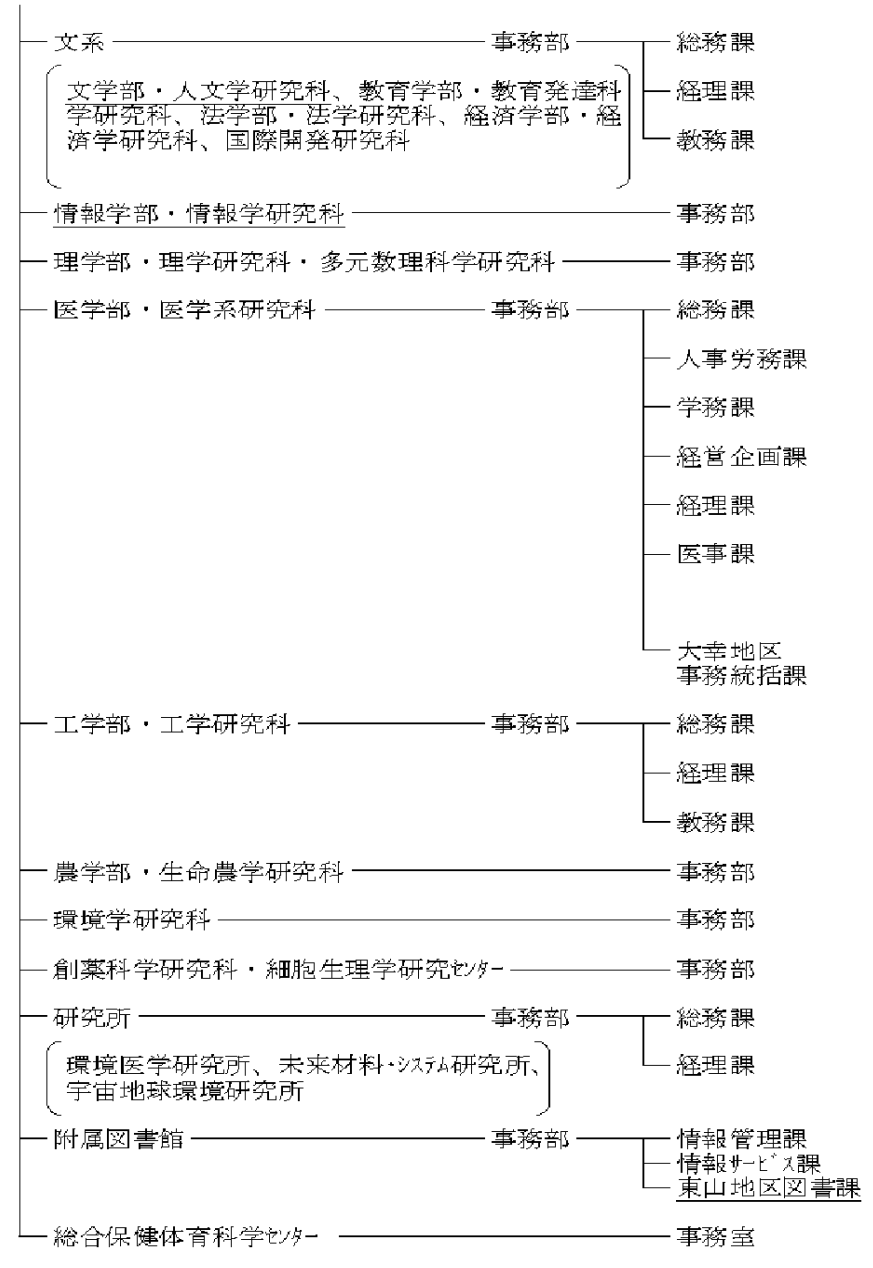 文系 事務部 総務課
文学部・人文学研究科、教育学部・教育発達科 経理課
学研究科、法学部・法学研究科、経済学部・経
済学研究科、国際開発研究科 教務課
情報学部・情報学研究科 事務部
理学部・理学研究科・多元数理科学研究科 事務部
医学部・医学系研究科 事務部 総務課
人事労務課
学務課
経営企画課
経理課
医事課
大幸地区
事務統括課
工学部・工学研究科 事務部 総務課
経理課
教務課
農学部・生命農学研究科 事務部
環境学研究科 事務部
創薬科学研究科・細胞生理学研究ｾﾝﾀｰ 事務部
研究所 事務部 総務課
環境医学研究所、未来材料・ｼｽﾃﾑ研究所、 経理課
宇宙地球環境研究所
附属図書館 事務部 情報管理課
情報ｻｰﾋﾞｽ課
東山地区図書課
総合保健体育科学ｾﾝﾀｰ 事務室